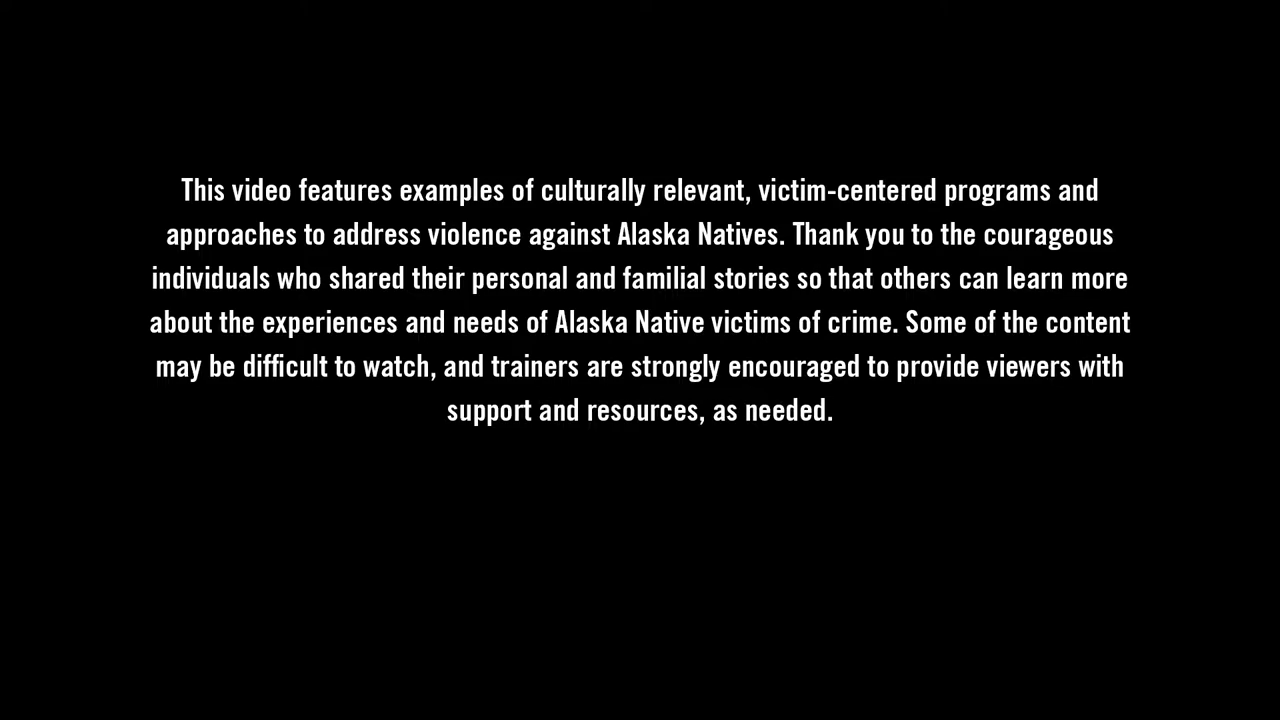 This video features examples of culturally relevant, victim-centered programs and
approaches to address violence against Alaska Natives. Thank you to the courageous
individuals who shared their personal and familial stories so that others can learn more
about the experiences and needs of Alaska Native victims of crime. Some of the content
may be difficult to watch, and trainers are strongly encouraged to provide viewers with
support and resources, as needed.